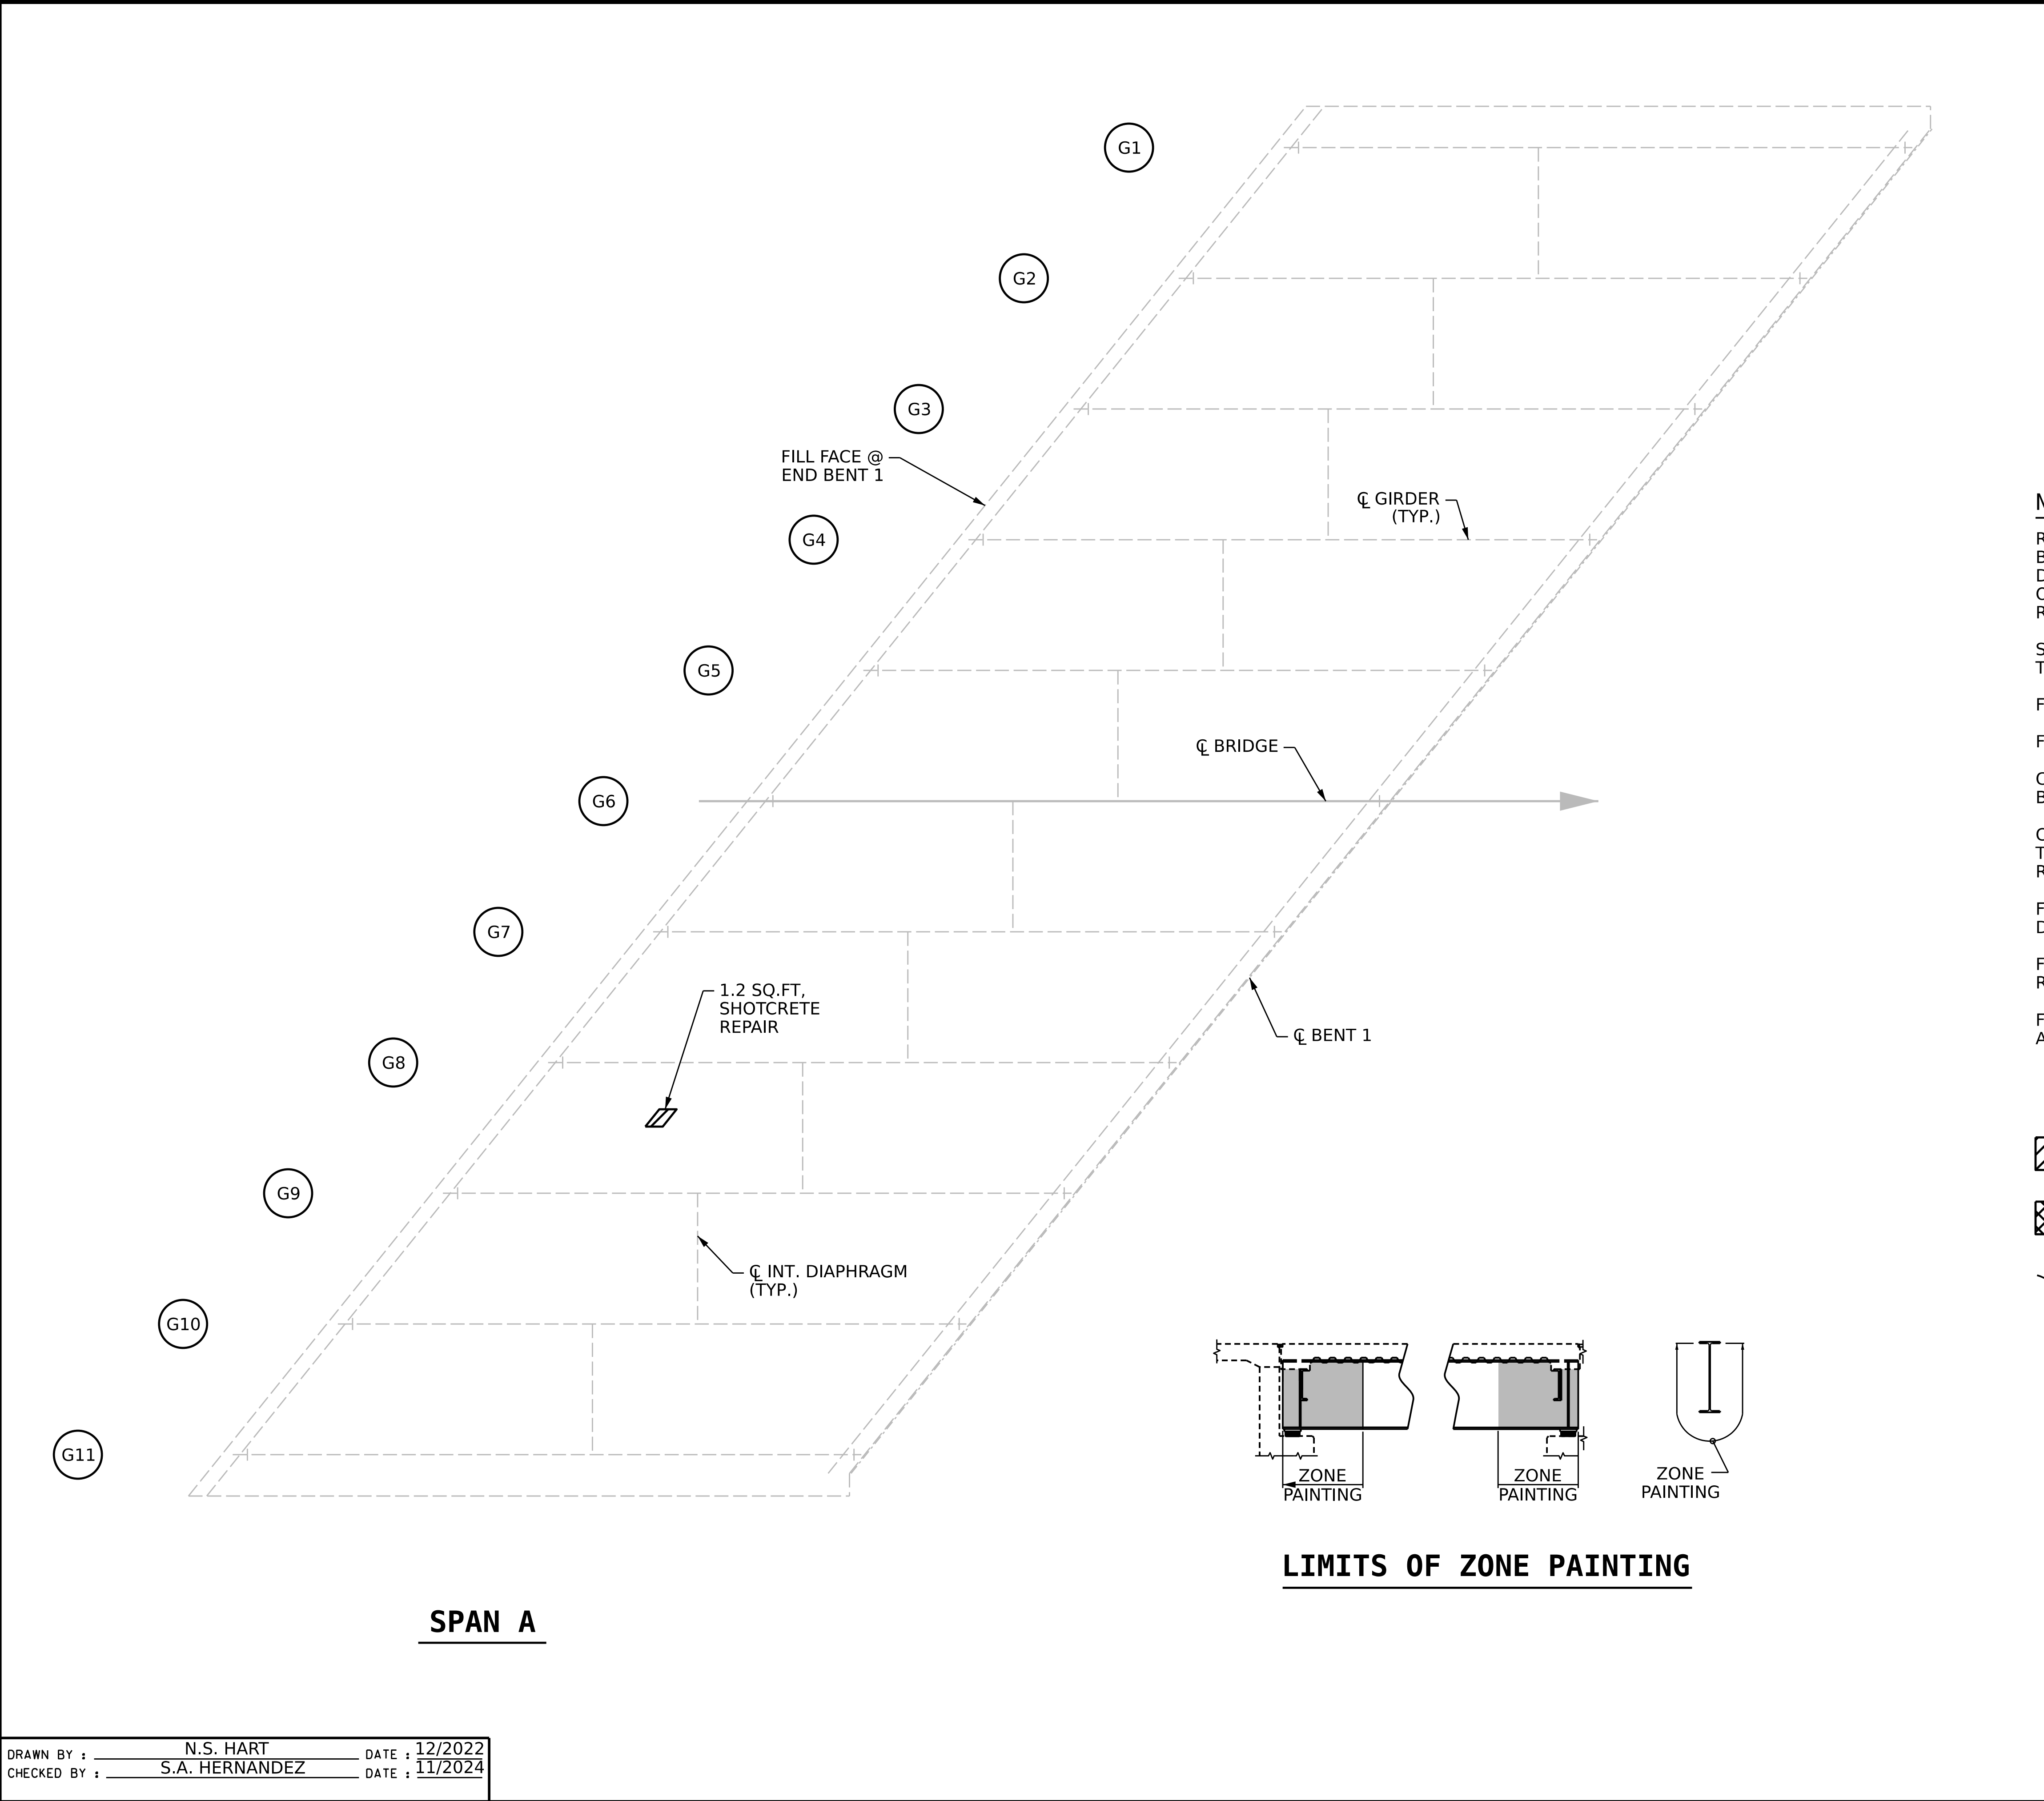 G1
G2
G3
FILL FACE @
END BENT 1
℄ GIRDER
(TYP.)
G4
G5
℄ BRIDGE
G6
G7
1.2 SQ.FT,
SHOTCRETE
REPAIR
℄ BENT 1
G8
G9
℄ INT. DIAPHRAGM
(TYP.)
G10
G11
ZONE
PAINTING
ZONE
PAINTING
ZONE
PAINTING
LIMITS OF ZONE PAINTING
SPAN A
DRAWN BY : N.S. HART DATE : 12/2022
CHECKED BY : S.A. HERNANDEZ DATE : 11/2024